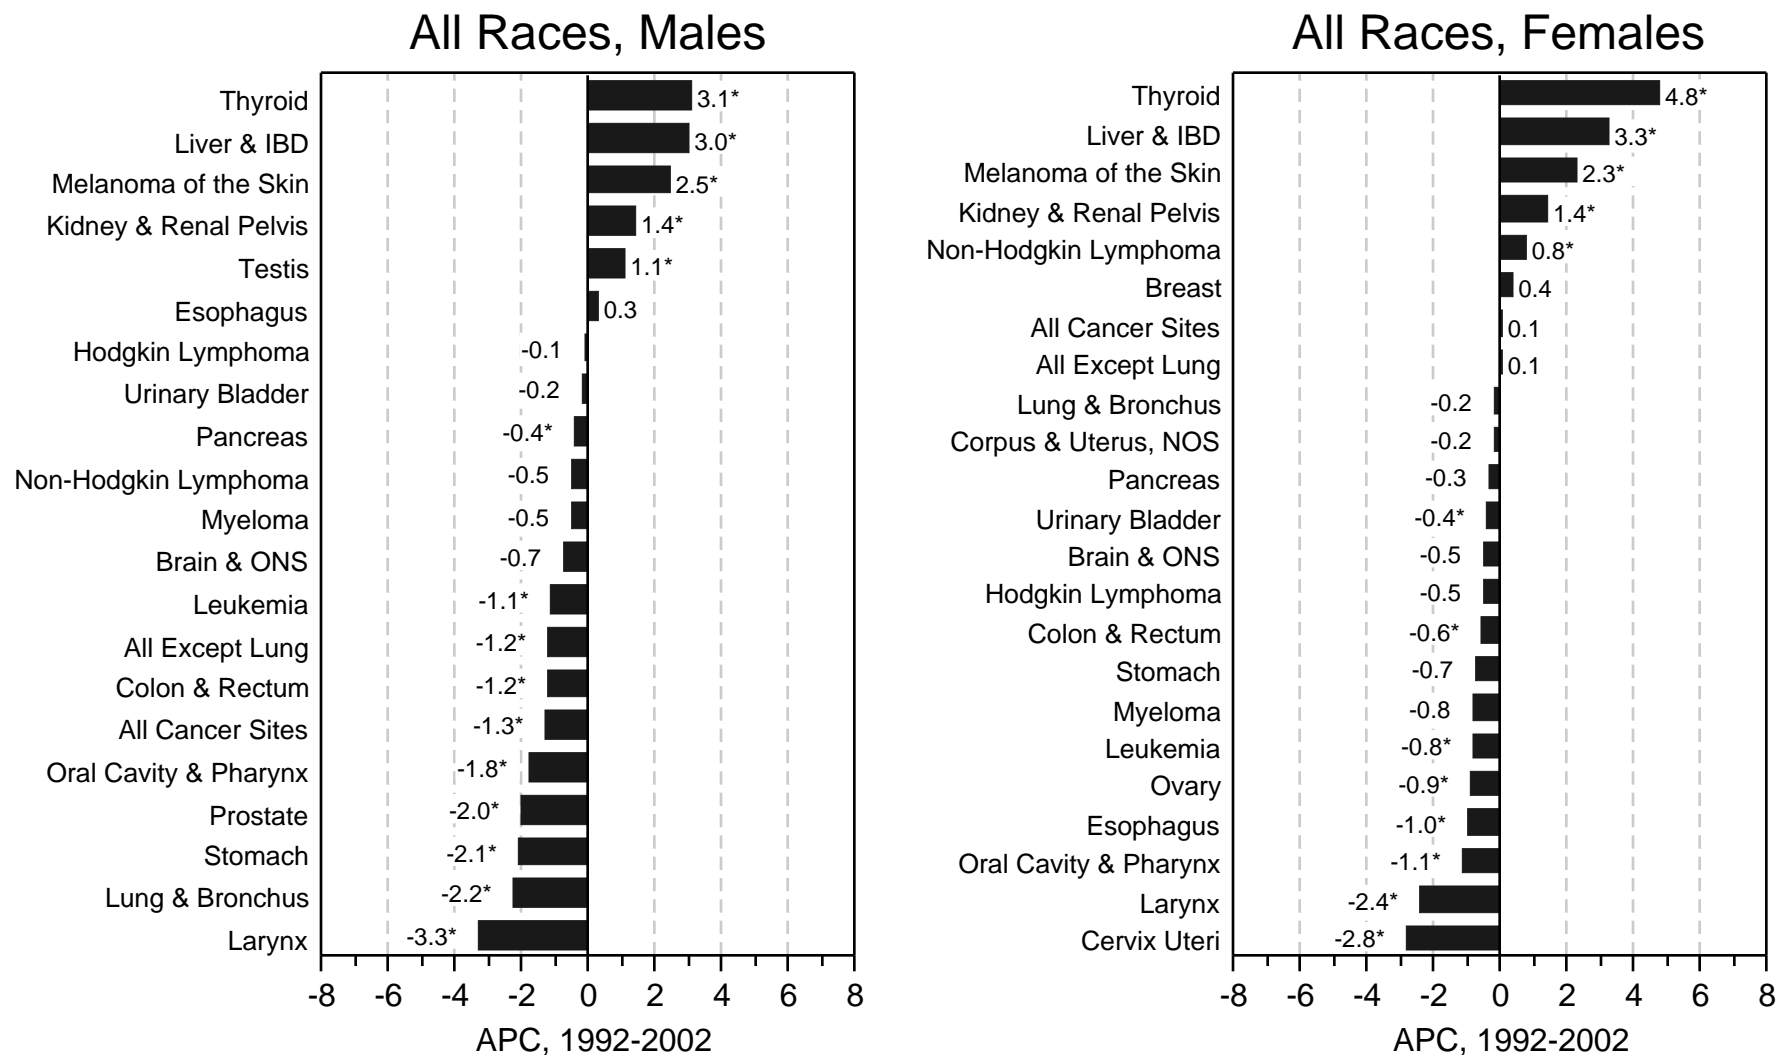 All Races, Males
Thyroid 3.1*
Liver & IBD 3.0*
Melanoma of the Skin 2.5*
Kidney & Renal Pelvis 1.4*
Testis 1.1*
Esophagus 0.3
Hodgkin Lymphoma -0.1
Urinary Bladder -0.2
Pancreas -0.4*
Non-Hodgkin Lymphoma -0.5
Myeloma -0.5
Brain & ONS -0.7
Leukemia -1.1*
All Except Lung -1.2*
Colon & Rectum -1.2*
All Cancer Sites -1.3*
Oral Cavity & Pharynx -1.8*
Prostate -2.0*
Stomach -2.1*
Lung & Bronchus -2.2*
Larynx -3.3*
-8 -6 -4 -2 0 2 4 6 8
APC, 1992-2002
All Races, Females
Thyroid 4.8*
Liver & IBD 3.3*
Melanoma of the Skin 2.3*
Kidney & Renal Pelvis 1.4*
Non-Hodgkin Lymphoma 0.8*
Breast 0.4
All Cancer Sites 0.1
All Except Lung 0.1
Lung & Bronchus -0.2
Corpus & Uterus, NOS -0.2
Pancreas -0.3
Urinary Bladder -0.4*
Brain & ONS -0.5
Hodgkin Lymphoma -0.5
Colon & Rectum -0.6*
Stomach -0.7
Myeloma -0.8
Leukemia -0.8*
Ovary -0.9*
Esophagus -1.0*
Oral Cavity & Pharynx -1.1*
Larynx -2.4*
Cervix Uteri -2.8*
-8 -6 -4 -2 0 2 4 6 8
APC, 1992-2002